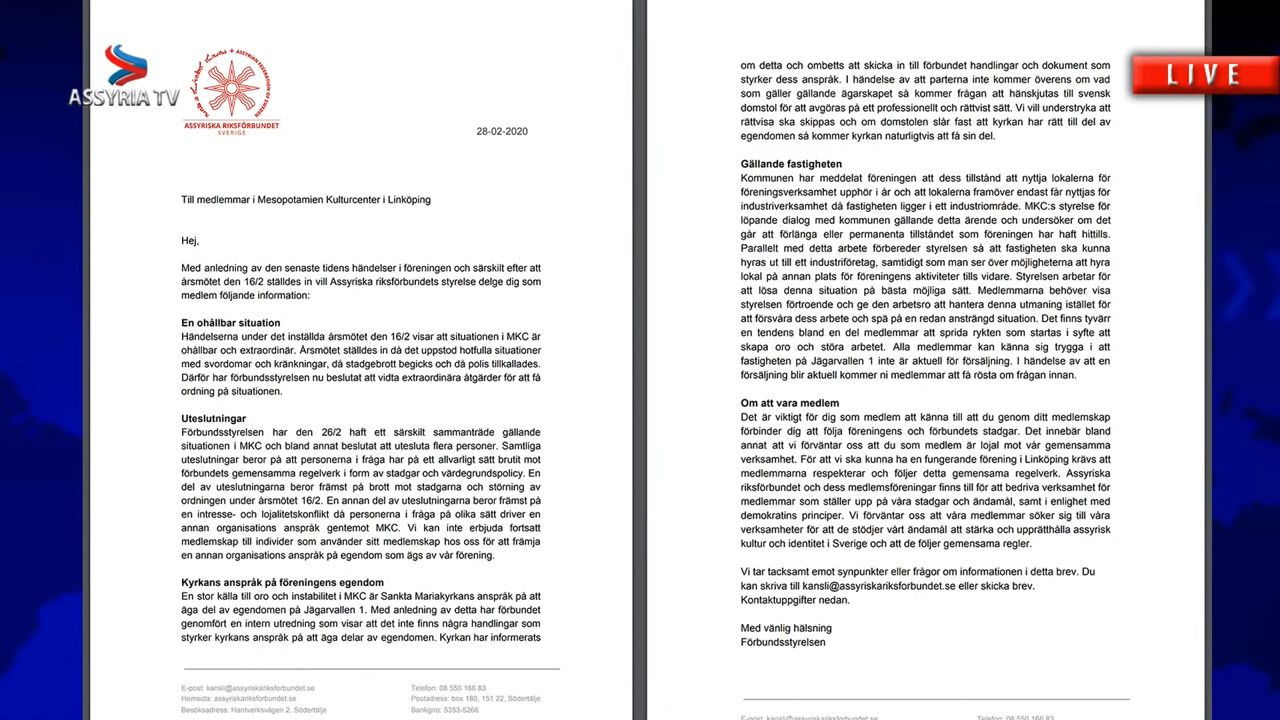 ASSYRIA TV
ASSYRIAN FEDERATION OF SWEDEN
ASSYRISKA RIKSFÖRBUNDET
SVERIGE
28-02-2020
Till medlemmar i Mesopotamien Kulturcenter i Linköping
Hej,
Med anledning av den senaste tidens händelser i föreningen och särskilt efter att
årsmötet den 16/2 ställdes in vill Assyriska riksförbundets styrelse delge dig som
medlem följande information:
En ohållbar situation
Händelserna under det inställda årsmötet den 16/2 visar att situationen i MKC är
ohållbar och extraordinär. Årsmötet ställdes in då det uppstod hotfulla situationer
med svordomar och kränkningar, då stadgebrott begicks och då polis tillkallades.
Därför har förbundsstyrelsen nu beslutat att vidta extraordinära åtgärder för att få
ordning på situationen.
Uteslutningar
Förbundsstyrelsen har den 26/2 haft ett särskilt sammanträde gällande
situationen i MKC och bland annat beslutat att utesluta flera personer. Samtliga
uteslutningar beror på att personerna i fråga har på ett allvarligt sätt brutit mot
förbundets gemensamma regelverk i form av stadgar och värdegrundspolicy. En
del av uteslutningarna beror främst på brott mot stadgarna och störning av
ordningen under årsmötet 16/2. En annan del av uteslutningarna beror främst på
en intresse- och lojalitetskonflikt då personerna i fråga på olika sätt driver en
annan organisations anspråk gentemot MKC. Vi kan inte erbjuda fortsatt
medlemskap till individer som använder sitt medlemskap hos oss för att främja
en annan organisations anspråk på egendom som ägs av vår förening.
Kyrkans anspråk på föreningens egendom
En stor källa till oro och instabilitet i MKC är Sankta Mariakyrkans anspråk på att
äga del av egendomen på Jägarvallen 1. Med anledning av detta har förbundet
genomfört en intern utredning som visar att det inte finns några handlingar som
styrker kyrkans anspråk på att äga delar av egendomen. Kyrkan har informerats
E-post: kansli@assyriskariksforbundet.se
Telefon: 08 550 166 83
Hemsida: assyriskariksforbundet.se
Postadress: box 180, 151 22, Södertälje
Besöksadress: Hantverksvägen 2, Södertälje
Bankgiro: 5353-5266
LIVE
om detta och ombetts att skicka in till förbundet handlingar och dokument som
styrker dess anspråk. I händelse av att parterna inte kommer överens om vad
som gäller gällande ägarskapet så kommer frågan att hänskjutas till svensk
domstol för att avgöras på ett professionellt och rättvist sätt. Vi vill understryka att
rättvisa ska skippas och om domstolen slår fast att kyrkan har rätt till del av
egendomen så kommer kyrkan naturligtvis att få sin del.
Gällande fastigheten
Kommunen har meddelat föreningen att dess tillstånd att nyttja lokalerna för
föreningsverksamhet upphör i år och att lokalerna framöver endast får nyttjas för
industriverksamhet då fastigheten ligger i ett industriområde. MKC:s styrelse för
löpande dialog med kommunen gällande detta ärende och undersöker om det
går att förlänga eller permanenta tillståndet som föreningen har haft hittills.
Parallelt med detta arbete förbereder styrelsen så att fastigheten ska kunna
hyras ut till ett industriföretag, samtidigt som man ser över möjligheterna att hyra
lokal på annan plats för föreningens aktiviteter tills vidare. Styrelsen arbetar för
att lösa denna situation på bästa möjliga sätt. Medlemmarna behöver visa
styrelsen förtroende och ge den arbetsro att hantera denna utmaning istället för
att försvåra dess arbete och spä på en redan ansträngd situation. Det finns tyvärr
en tendens bland en del medlemmar att sprida rykten som startas i syfte att
skapa oro och störa arbetet. Alla medlemmar kan känna sig trygga i att
fastigheten på Jägarvallen 1 inte är aktuell för försäljning. I händelse av att en
försäljning blir aktuell kommer ni medlemmar att få rösta om frågan innan.
Om att vara medlem
Det är viktigt för dig som medlem att känna till att du genom ditt medlemskap
förbinder dig att följa föreningens och förbundets stadgar. Det innebär bland
annat att vi förväntar oss att du som medlem är lojal mot vår gemensamma
verksamhet. För att vi ska kunna ha en fungerande förening i Linköping krävs att
medlemmarna respekterar och följer detta gemensama regelverk. Assyriska
riksförbundet och dess medlemsföreningar finns till för att bedriva verksamhet för
medlemmar som ställer upp på våra stadgar och ändamål, samt i enlighet med
demokratins principer. Vi förväntar oss att våra medlemmar söker sig till våra
verksamheter för att de stödjer vårt ändamål att stärka och upprätthålla assyrisk
kultur och identitet i Sverige och att de följer gemensama regler.
Vi tar tacksamt emot synpunkter eller frågor om informationen i detta brev. Du
kan skriva till kansli@assyriskariksforbundet.se eller skicka brev.
Kontaktuppgifter nedan.
Med vänlig hälsning
Förbundsstyrelsen
E-post: kansli@assyriskariksforbundet.se
Telefon: 08 550 166 83